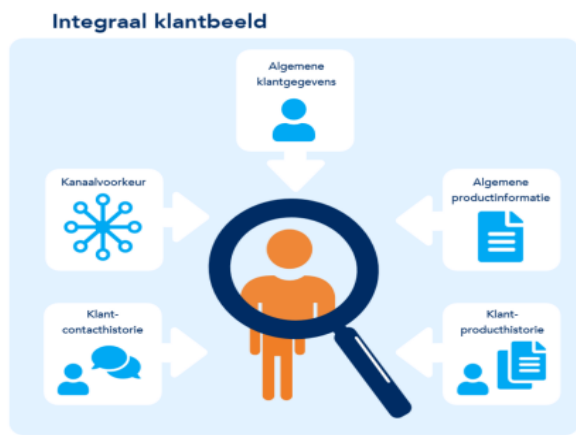 Integraal klantbeeld
Algemene
klantgegevens
Kanaalvoorkeur
Algemene
productinformatie
Klant-
contacthistorie
Klant-
producthistorie